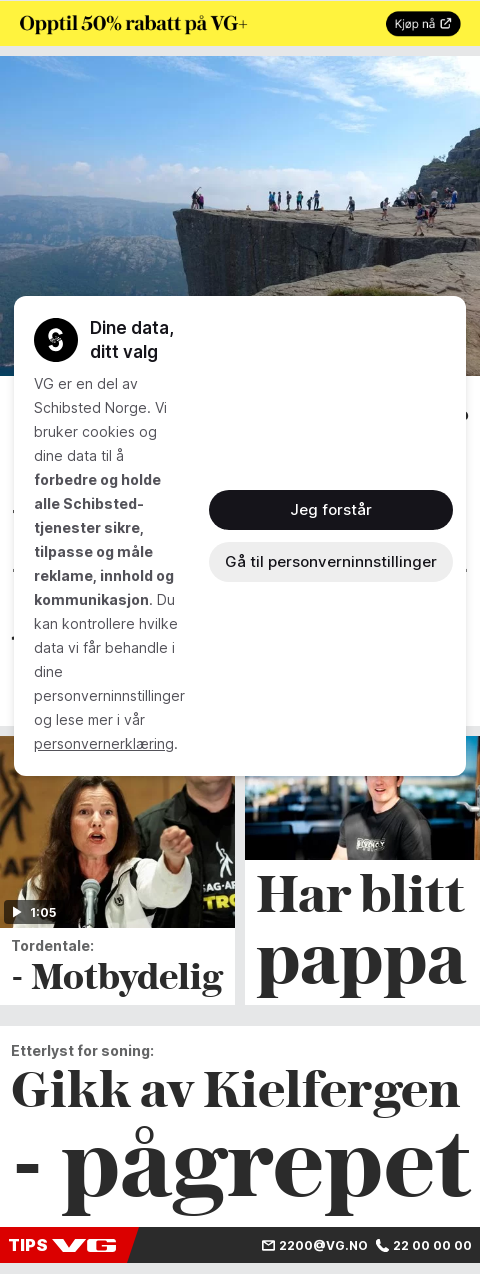 Opptil 50% rabatt på VG+
Kjøp nå
Dine data,
ditt valg
VG er en del av
Schibsted Norge. Vi
bruker cookies og
dine data til å
forbedre og holde
alle Schibsted-
tjenester sikre,
tilpasse og måle
reklame, innhold og
kommunikasjon. Du
kan kontrollere hvilke
data vi får behandle i
dine
personverninnstillinger
og lese mer i vår
personvernerklæring.
Jeg forstår
Gå til personverninnstillinger
1:05
Tordentale:
- Motbydelig
Har blitt
pappa
Etterlyst for soning:
Gikk av Kielfergen
- pågrepet
TIPS VG 2200@VG.NO 22 00 00 00